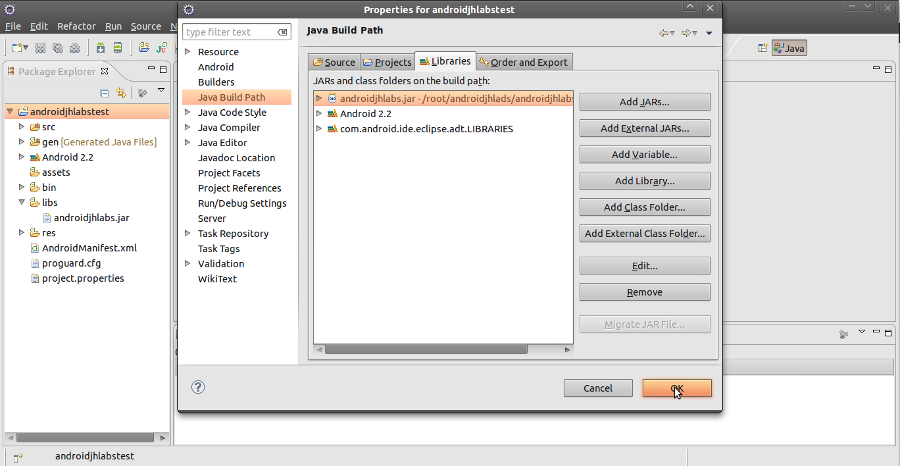 Properties for androidjhlabstest
File Edit Refactor Run Source
Java
Package Explorer
androidjhlabstest
src
gen [Generated Java Files]
Android 2.2
assets
bin
libs
androidjhlabs.jar
res
AndroidManifest.xml
proguard.cfg
project.properties
type filter text
Resource
Android
Builders
Java Build Path
Java Code Style
Java Compiler
Java Editor
Javadoc Location
Project Facets
Project References
Run/Debug Settings
Server
Task Repository
Task Tags
Validation
WikiText
Java Build Path
Source Projects Libraries Order and Export
JARs and class folders on the build path:
androidjhlabs.jar - /root/androidjhlads/androidjhlabs
Android 2.2
com.android.ide.eclipse.adt.LIBRARIES
Add JARs...
Add External JARs...
Add Variable...
Add Library...
Add Class Folder...
Add External Class Folder...
Edit...
Remove
Migrate JAR File...
Cancel OK
androidjhlabstest